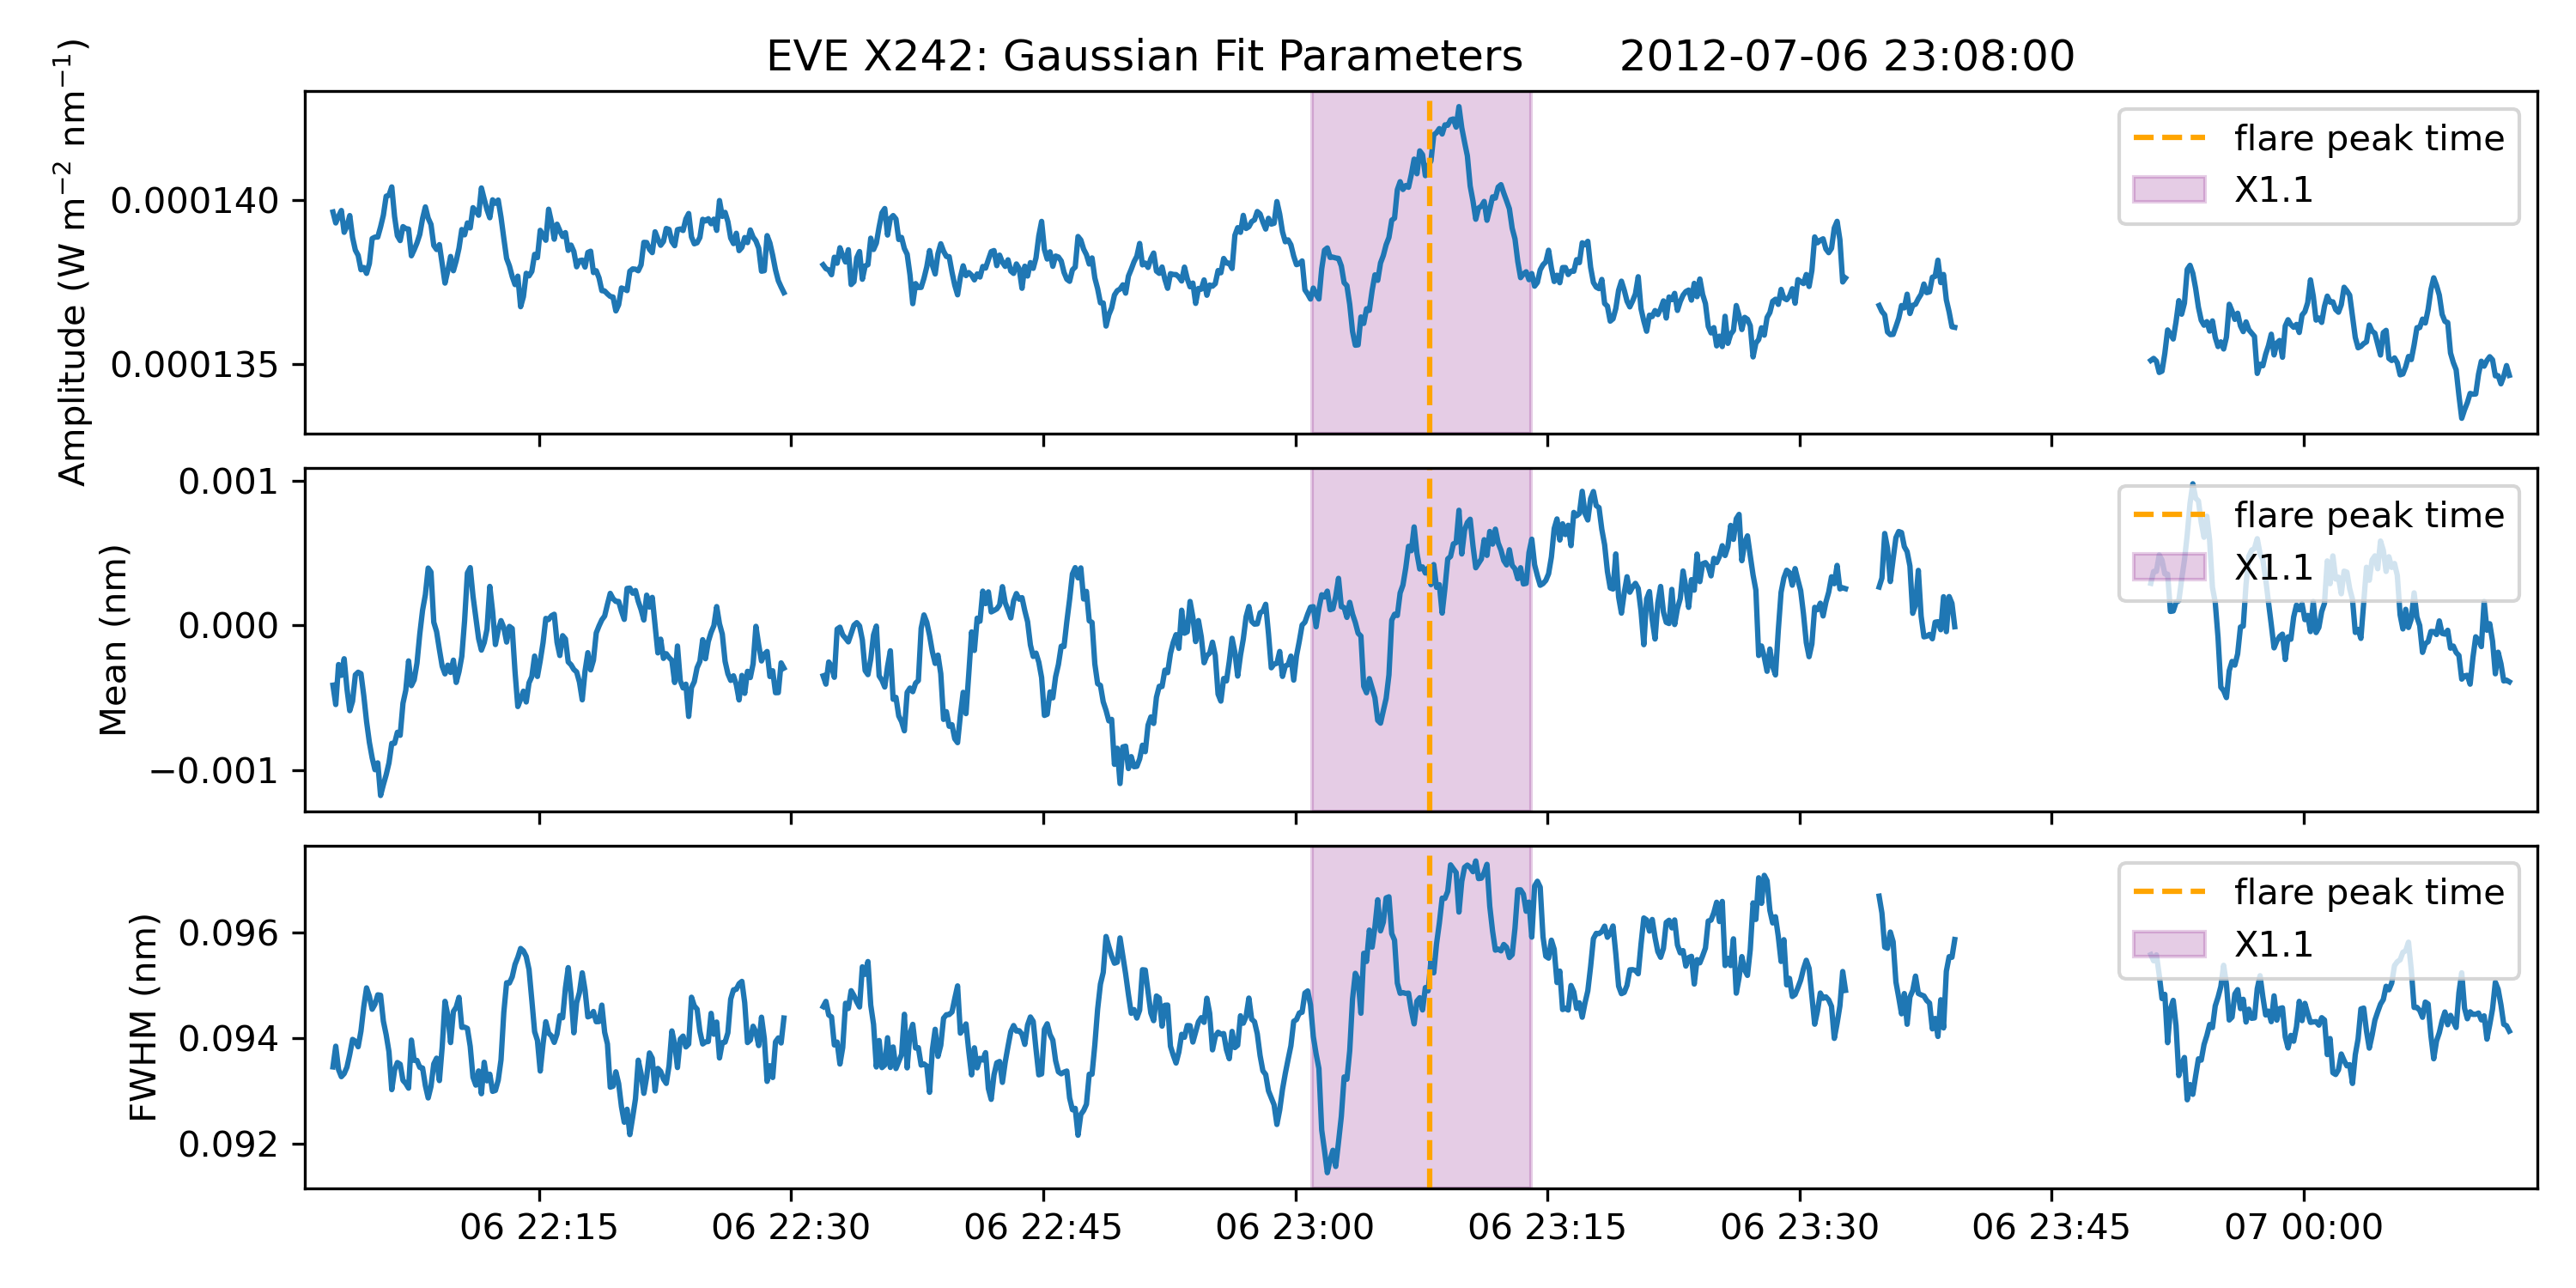 EVE X242: Gaussian Fit Parameters 2012-07-06 23:08:00
Amplitude (W m⁻² nm⁻¹)
0.000140
0.000135
flare peak time
X1.1
Mean (nm)
0.001
0.000
−0.001
flare peak time
X1.1
FWHM (nm)
0.096
0.094
0.092
flare peak time
X1.1
06 22:15 06 22:30 06 22:45 06 23:00 06 23:15 06 23:30 06 23:45 07 00:00